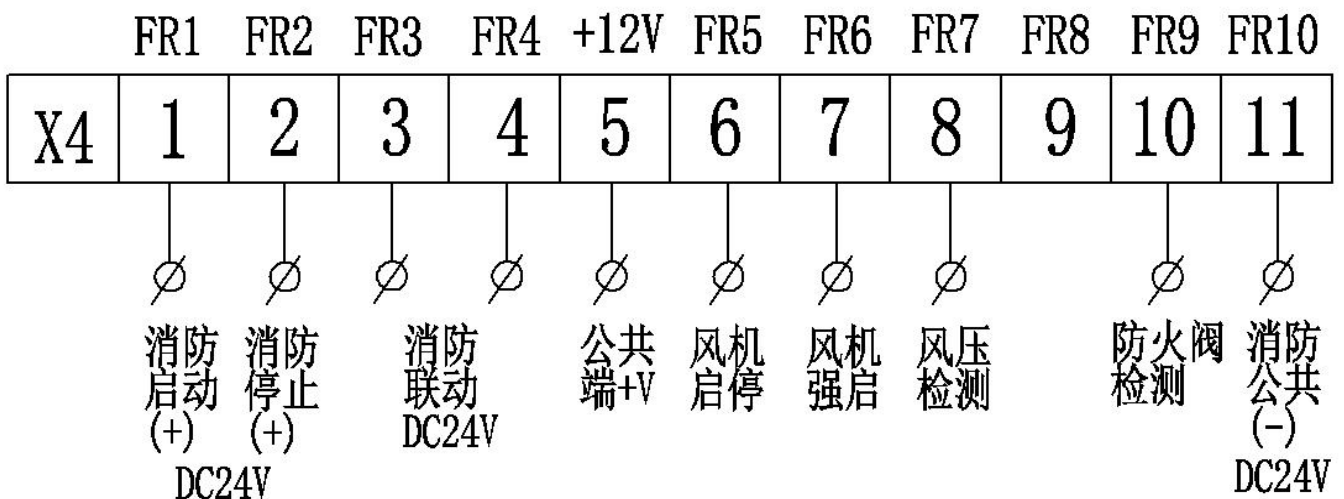 FR1 FR2 FR3 FR4 +12V FR5 FR6 FR7 FR8 FR9 FR10
X4 1 2 3 4 5 6 7 8 9 10 11
消防 消防 消防 公共 风机 风机 风压 防火阀 消防
启动 停止 联动 端+V 启停 强启 检测 检测 公共
(+) (+) DC24V (-)
DC24V DC24V